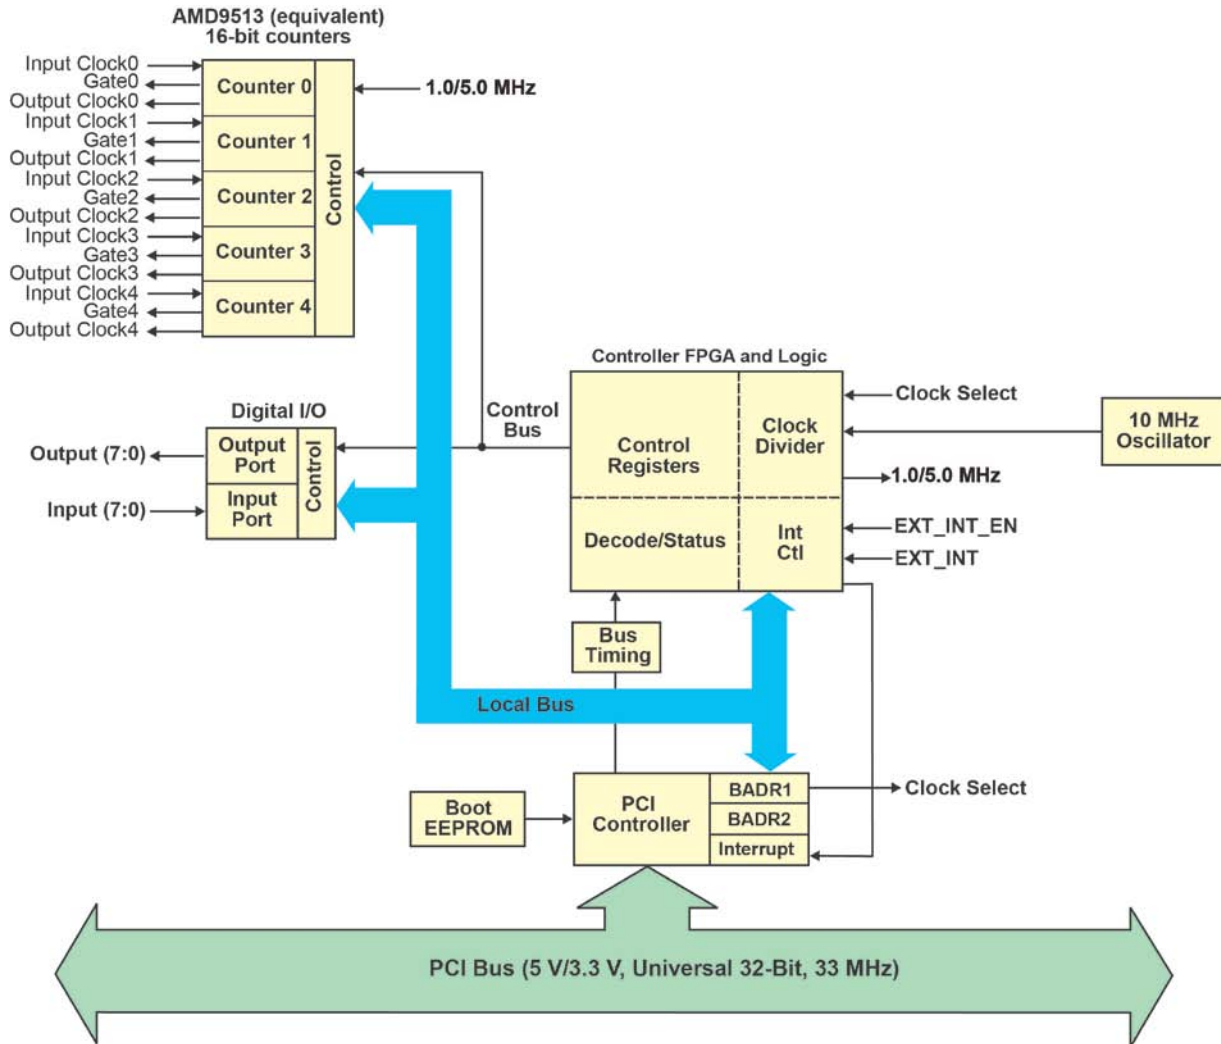 AMD9513 (equivalent)
16-bit counters
Input Clock0
Gate0
Output Clock0
Input Clock1
Gate1
Output Clock1
Input Clock2
Gate2
Output Clock2
Input Clock3
Gate3
Output Clock3
Input Clock4
Gate4
Output Clock4
Counter 0
Counter 1
Counter 2
Counter 3
Counter 4
Control
1.0/5.0 MHz
Controller FPGA and Logic
Control
Registers
Clock
Divider
Decode/Status
Int
Ctl
Clock Select
10 MHz
Oscillator
1.0/5.0 MHz
EXT_INT_EN
EXT_INT
Control
Bus
Digital I/O
Output (7:0)
Input (7:0)
Output
Port
Input
Port
Control
Bus
Timing
Local Bus
Boot
EEPROM
PCI
Controller
BADR1
BADR2
Interrupt
Clock Select
PCI Bus (5 V/3.3 V, Universal 32-Bit, 33 MHz)